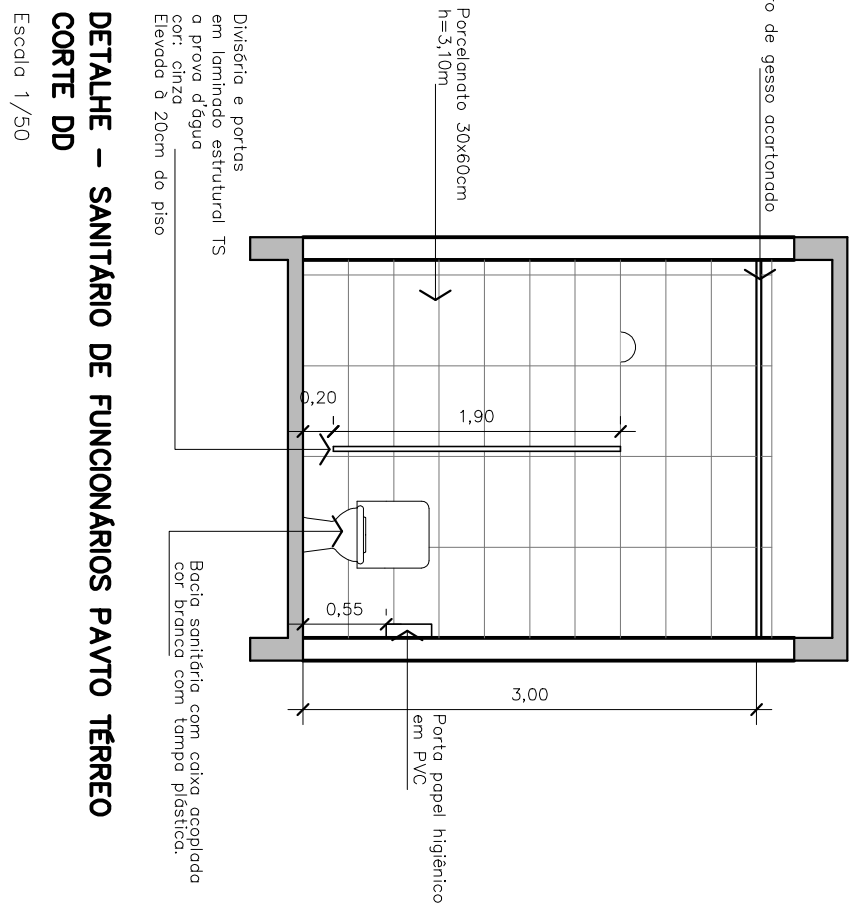 de gesso acartonado
Porcelanato 30x60cm
h=3,10m
Divisória e portas
em laminado estrutural TS
a prova d'água
cor: cinza
Elevada à 20cm do piso
0,20
1,90
0,55
3,00
Porta papel higiênico
em PVC
Bacia sanitária com caixa acoplada
cor branca com tampa plástica.
DETALHE – SANITÁRIO DE FUNCIONÁRIOS PAVTO TÉRREO
CORTE DD
Escala 1/50